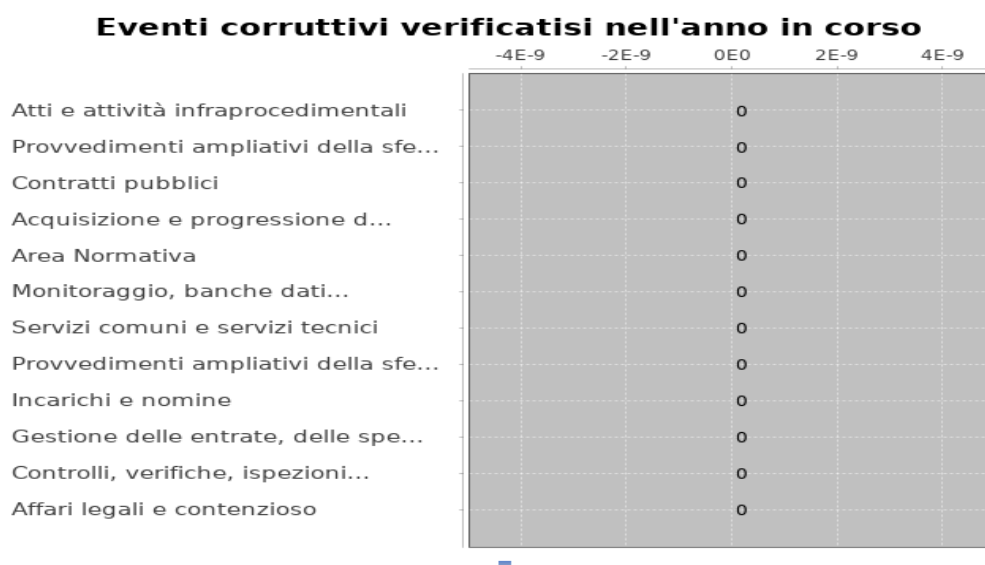 Eventi corruttivi verificatisi nell'anno in corso
-4E-9 -2E-9 0E0 2E-9 4E-9
Atti e attività infraprocedimentali 0
Provvedimenti ampliativi della sfe... 0
Contratti pubblici 0
Acquisizione e progressione d... 0
Area Normativa 0
Monitoraggio, banche dati... 0
Servizi comuni e servizi tecnici 0
Provvedimenti ampliativi della sfe... 0
Incarichi e nomine 0
Gestione delle entrate, delle spe... 0
Controlli, verifiche, ispezioni... 0
Affari legali e contenzioso 0